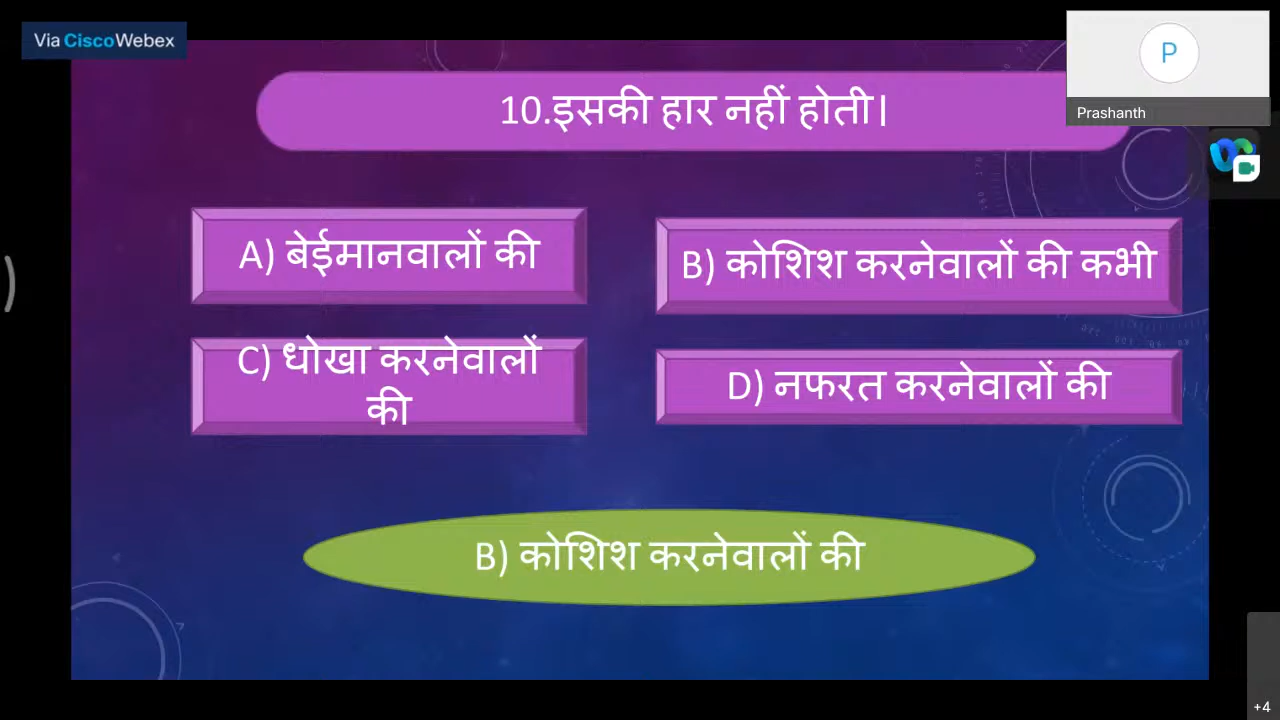 Via CiscoWebex
P
Prashanth
10.इसकी हार नहीं होती|
A) बेईमानवालों की
B) कोशिश करनेवालों की कभी
C) धोखा करनेवालों
की
D) नफरत करनेवालों की
B) कोशिश करनेवालों की
+4